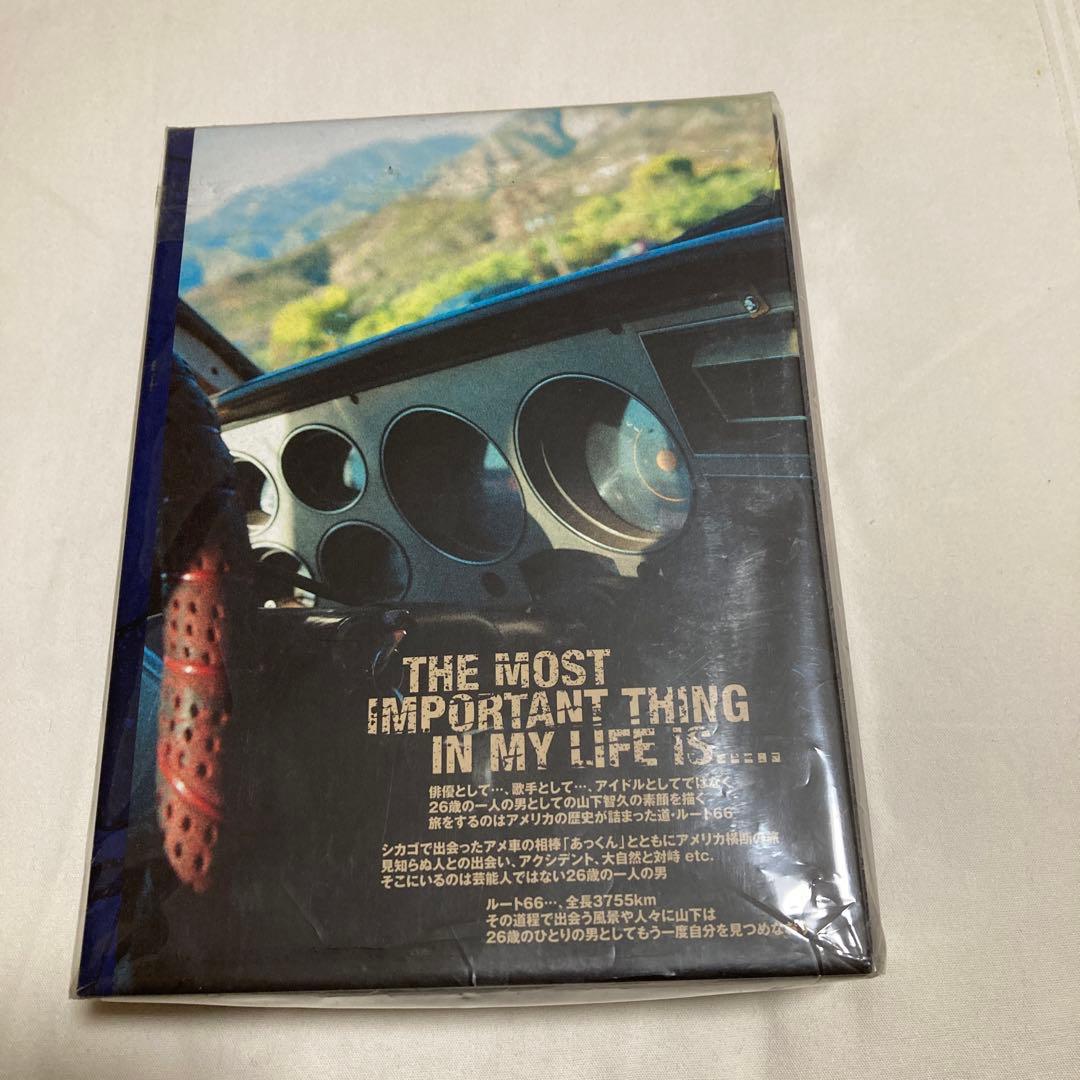 THE MOST
IMPORTANT THING
IN MY LIFE IS.....
俳優として…、歌手として…、アイドルとしてではなく
26歳の一人の男としての山下智久の素顔を描く
旅をするのはアメリカの歴史が詰まった道・ルート66
シカゴで出会ったアメ車の相棒「あっくん」とともにアメリカ横断の旅
見知らぬ人との出会い、アクシデント、大自然と対峙 etc.
そこにいるのは芸能人ではない26歳の一人の男
ルート66…、全長3755km
その道程で出会う風景や人々に山下は
26歳のひとりの男としてもう一度自分を見つめな